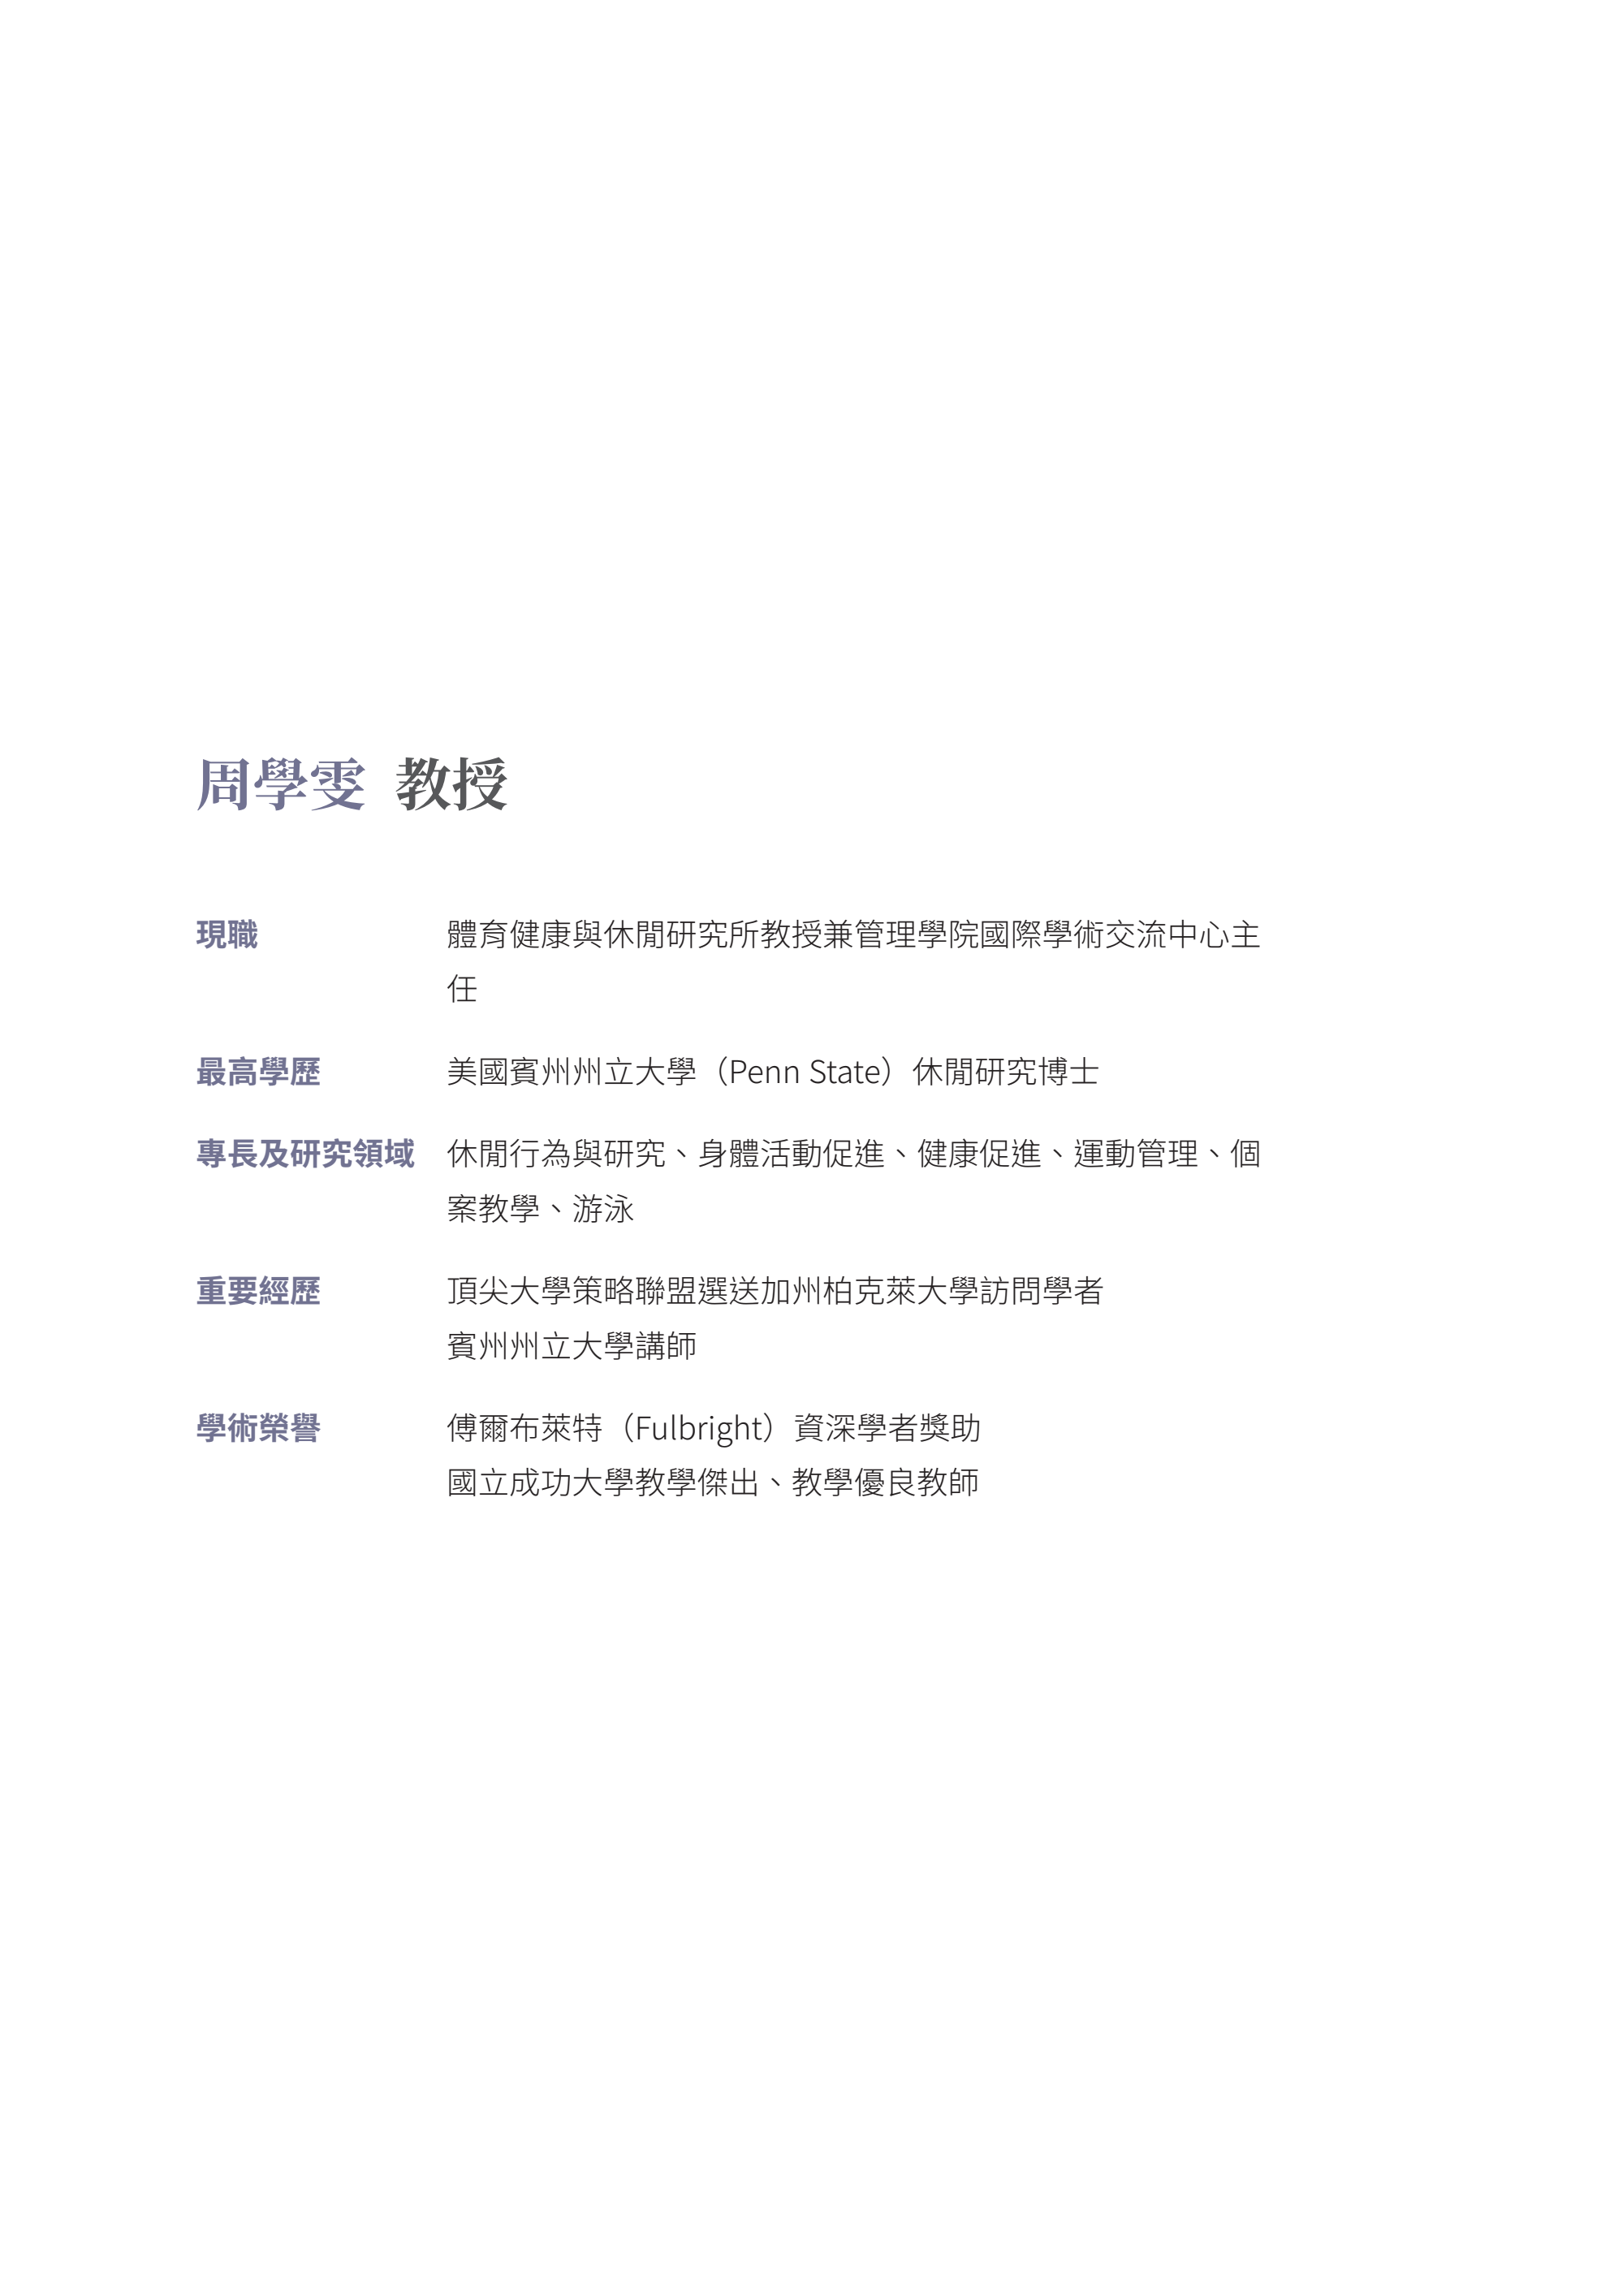 周學雯 教授
現職 體育健康與休閒研究所教授兼管理學院國際學術交流中心主
任
最高學歷 美國賓州州立大學（Penn State）休閒研究博士
專長及研究領域 休閒行為與研究、身體活動促進、健康促進、運動管理、個
案教學、游泳
重要經歷 頂尖大學策略聯盟選送加州柏克萊大學訪問學者
賓州州立大學講師
學術榮譽 傅爾布萊特（Fulbright）資深學者獎助
國立成功大學教學傑出、教學優良教師